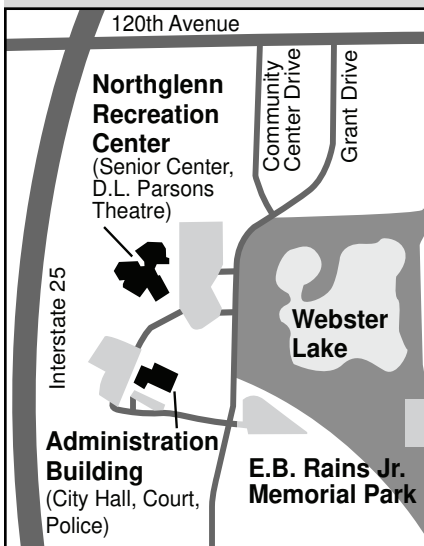 120th Avenue
Northglenn
Recreation
Center
(Senior Center,
D.L. Parsons
Theatre)
Community
Center Drive
Grant Drive
Interstate 25
Webster
Lake
Administration
Building
(City Hall, Court,
Police)
E.B. Rains Jr.
Memorial Park